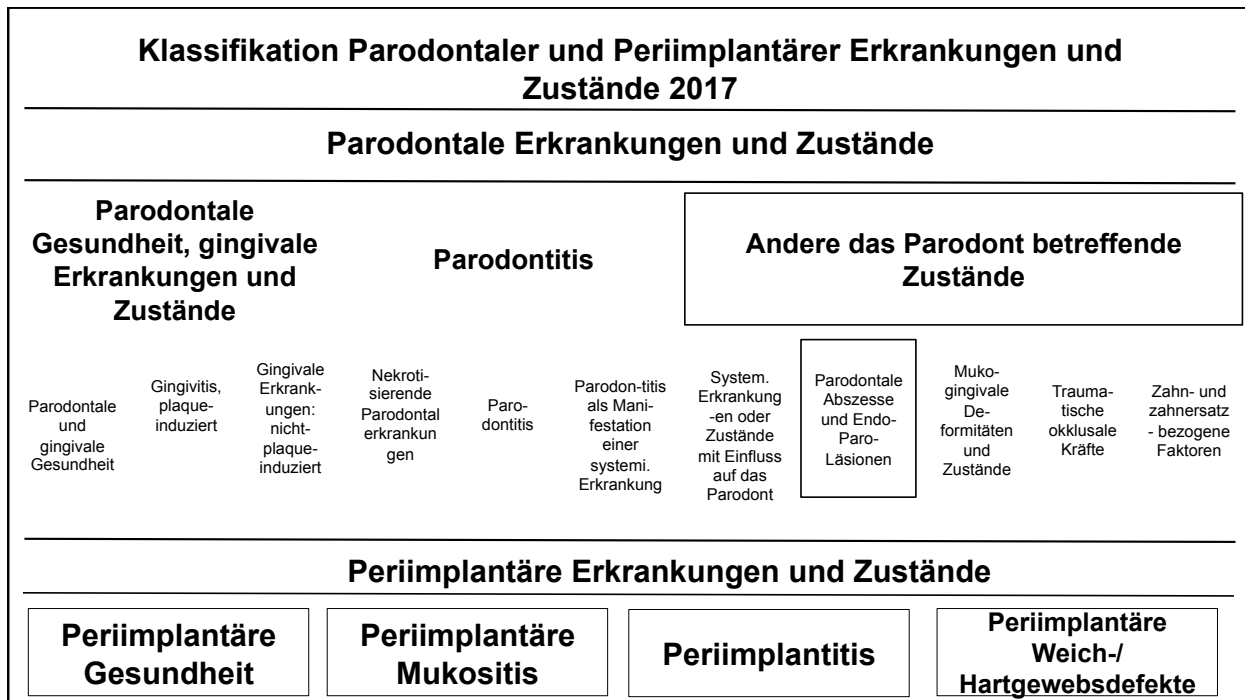 Klassifikation Parodontaler und Periimplantärer Erkrankungen und
Zustände 2017
Parodontale Erkrankungen und Zustände
Parodontale
Gesundheit, gingivale
Erkrankungen und
Zustände
Parodontitis
Andere das Parodont betreffende
Zustände
Parodontale
und
gingivale
Gesundheit
Gingivitis,
plaque-
induziert
Gingivale
Erkrank-
ungen:
nicht-
plaque-
induziert
Nekroti-
sierende
Parodontal
erkrankun
gen
Paro-
dontitis
Parodon-titis
als Mani-
festation
einer
systemi.
Erkrankung
System.
Erkrankung
-en oder
Zustände
mit Einfluss
auf das
Parodont
Parodontale
Abszesse
und Endo-
Paro-
Läsionen
Muko-
gingivale
De-
formitäten
und
Zustände
Trauma-
tische
okklusale
Kräfte
Zahn- und
zahnersatz
- bezogene
Faktoren
Periimplantäre Erkrankungen und Zustände
Periimplantäre
Gesundheit
Periimplantäre
Mukositis
Periimplantitis
Periimplantäre
Weich-/
Hartgewebsdefekte